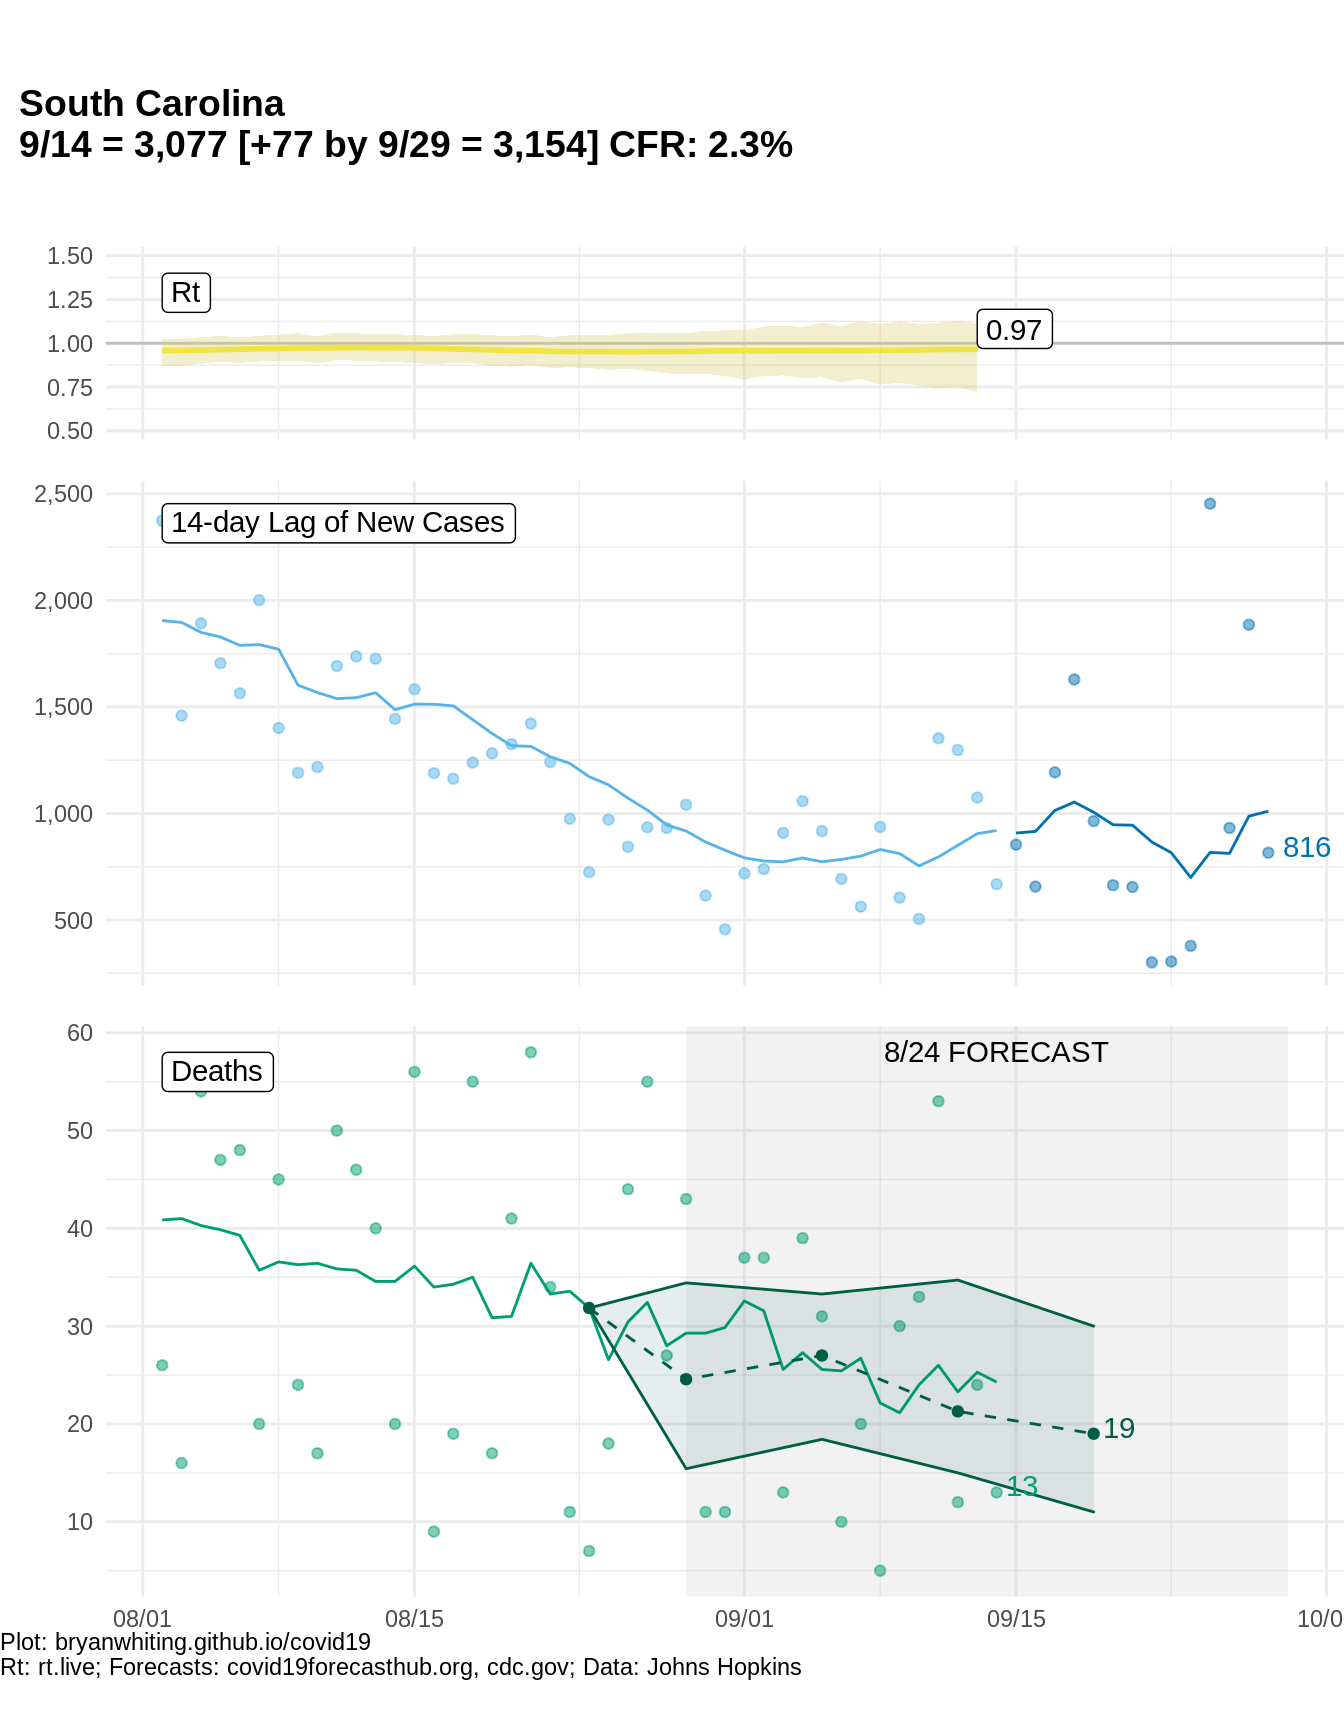 South Carolina
9/14 = 3,077 [+77 by 9/29 = 3,154] CFR: 2.3%
1.50
1.25
1.00
0.75
0.50
Rt
0.97
2,500
2,000
1,500
1,000
500
14-day Lag of New Cases
816
60
50
40
30
20
10
Deaths
8/24 FORECAST
19
13
08/01 08/15 09/01 09/15 10/0
Plot: bryanwhiting.github.io/covid19
Rt: rt.live; Forecasts: covid19forecasthub.org, cdc.gov; Data: Johns Hopkins